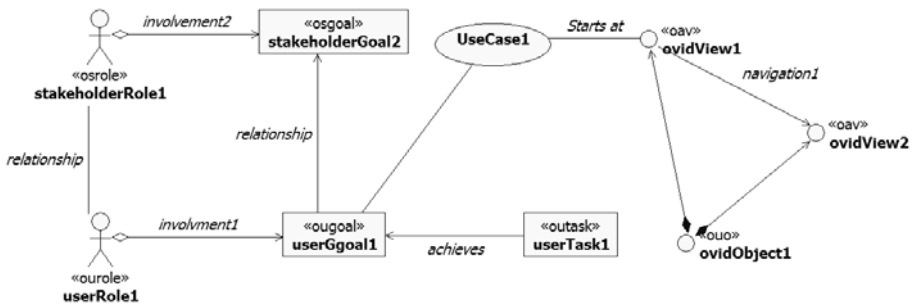 involvement2
«osgoal»
stakeholderGoal2
UseCase1
Starts at
«oav»
ovidView1
«osrole»
stakeholderRole1
navigation1
relationship
relationship
«oav»
ovidView2
involvment1
«ougoal»
userGgoal1
achieves
«outask»
userTask1
«ouo»
ovidObject1
«ourole»
userRole1